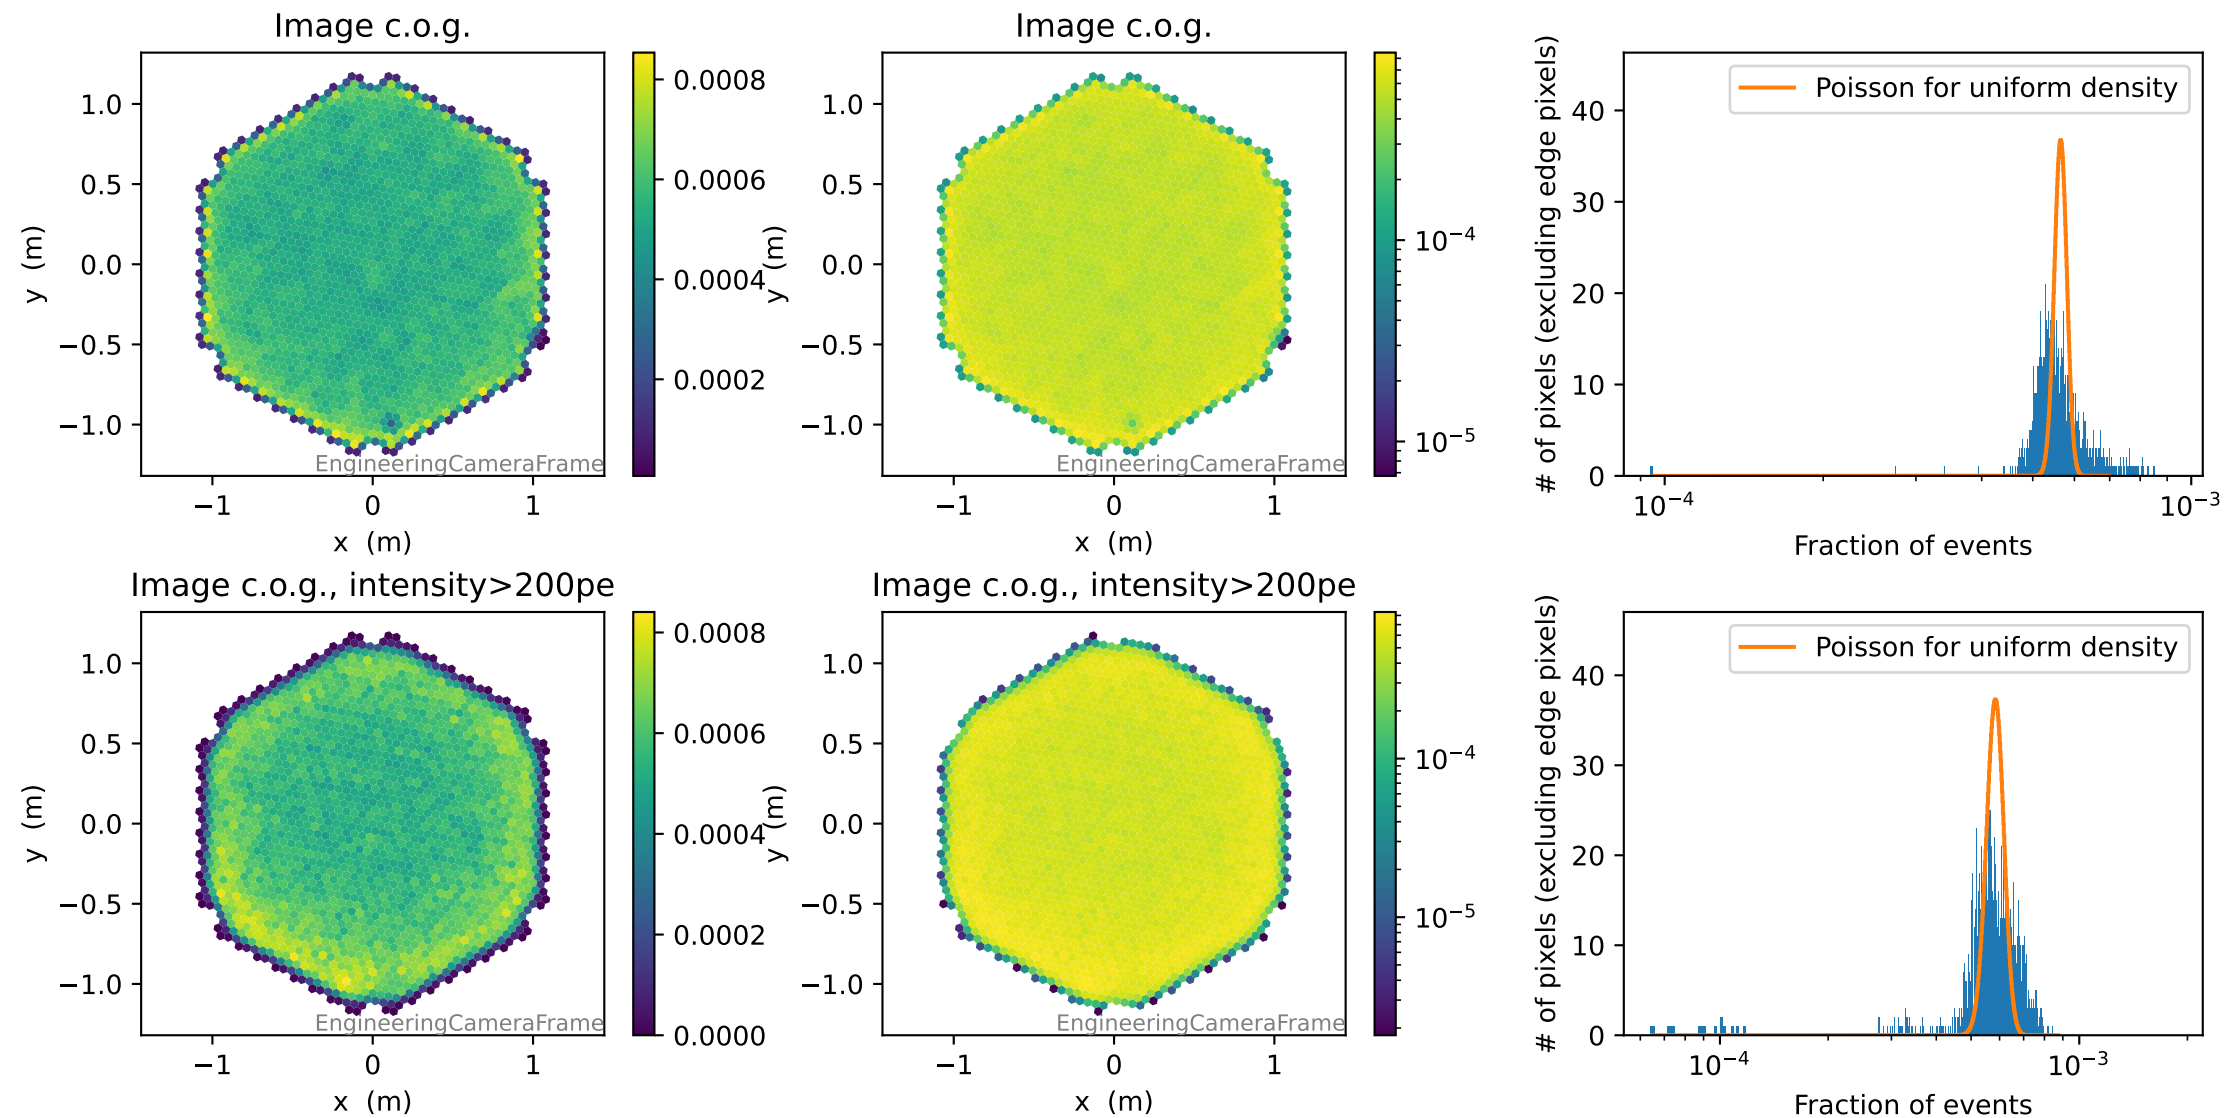 Image c.o.g.
1.0
0.5
0.0
−0.5
−1.0
y (m)
−1
0
1
x (m)
EngineeringCameraFrame
0.0008
0.0006
0.0004
0.0002
Image c.o.g.
1.0
0.5
0.0
−0.5
−1.0
y (m)
−1
0
1
x (m)
EngineeringCameraFrame
10⁻⁴
10⁻⁵
# of pixels (excluding edge pixels)
40
30
20
10
0
Poisson for uniform density
10⁻⁴
10⁻³
Fraction of events
Image c.o.g., intensity>200pe
1.0
0.5
0.0
−0.5
−1.0
y (m)
−1
0
1
x (m)
EngineeringCameraFrame
0.0008
0.0006
0.0004
0.0002
0.0000
Image c.o.g., intensity>200pe
1.0
0.5
0.0
−0.5
−1.0
y (m)
−1
0
1
x (m)
EngineeringCameraFrame
10⁻⁴
10⁻⁵
# of pixels (excluding edge pixels)
40
30
20
10
0
Poisson for uniform density
10⁻⁴
10⁻³
Fraction of events